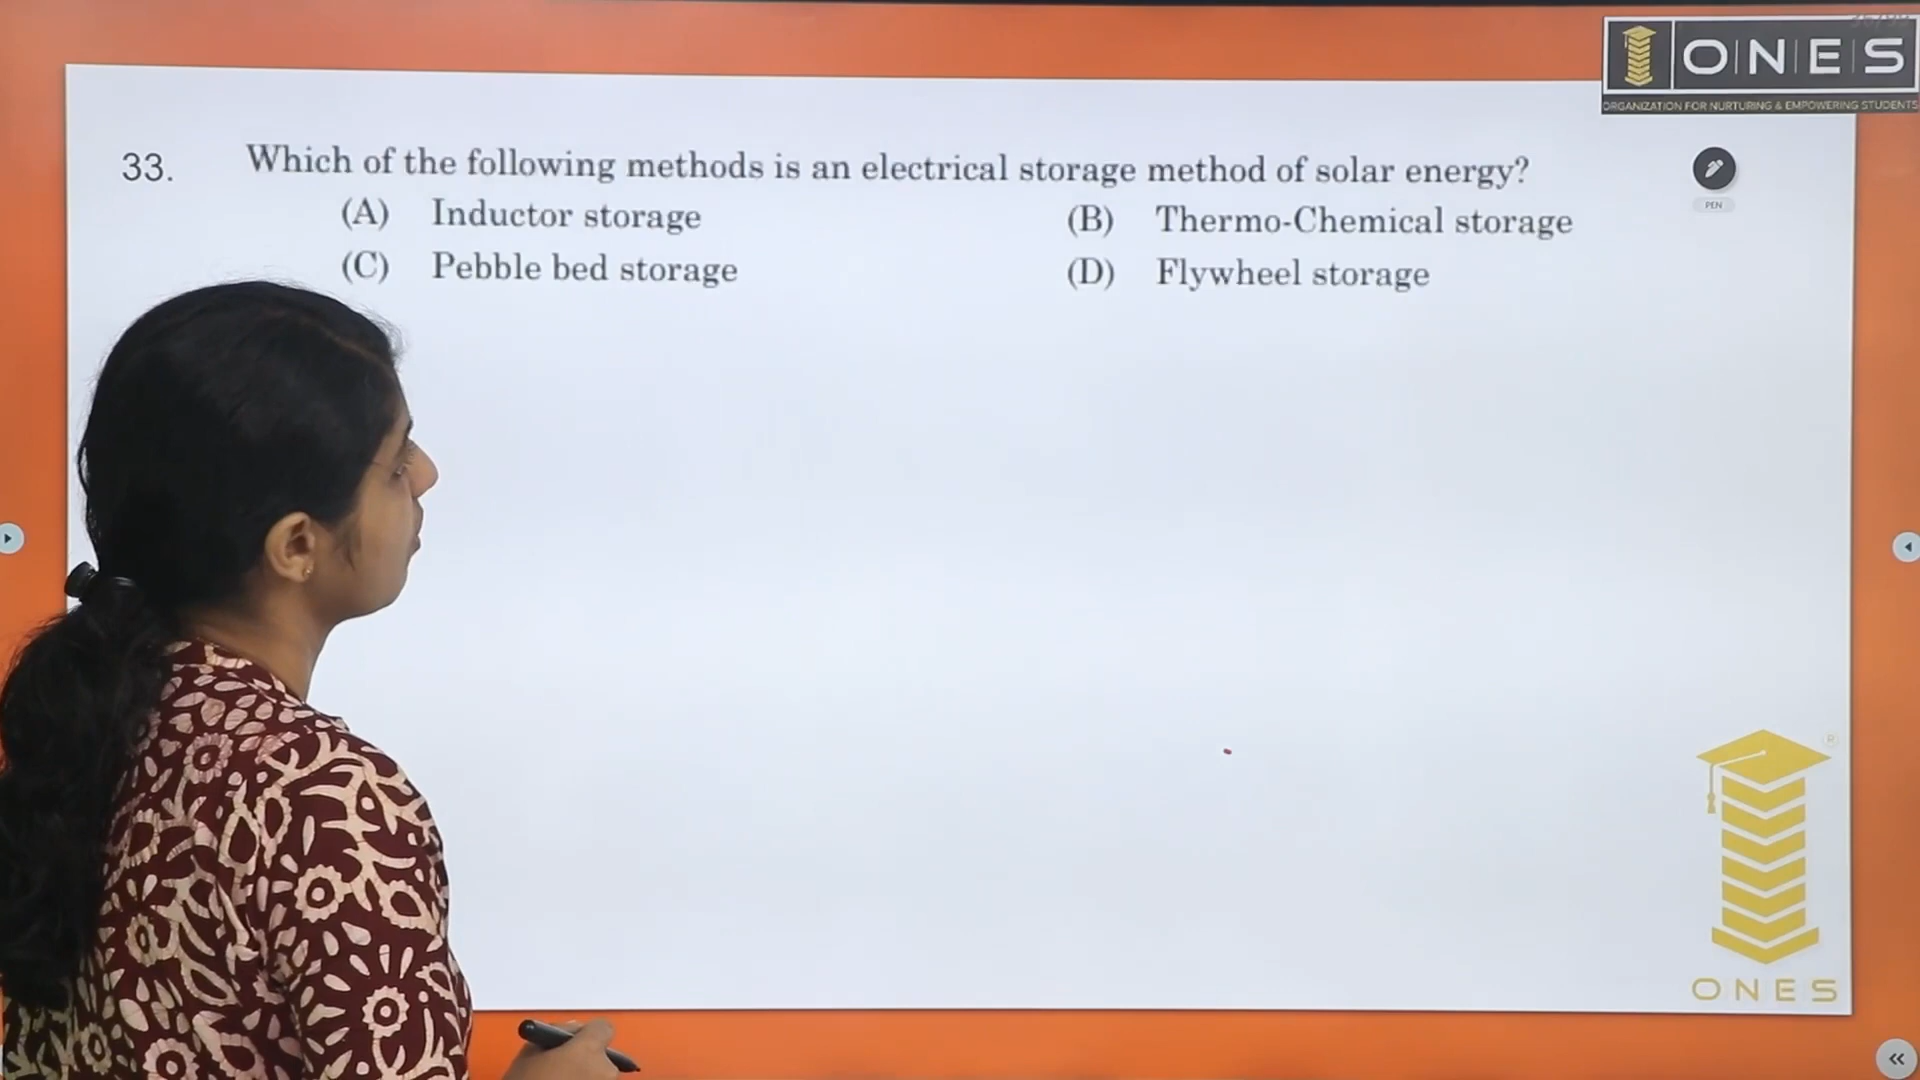 ONES
ORGANIZATION FOR NURTURING & EMPOWERING STUDENTS
33. Which of the following methods is an electrical storage method of solar energy?
(A) Inductor storage (B) Thermo-Chemical storage
(C) Pebble bed storage (D) Flywheel storage
PEN
R
ONES